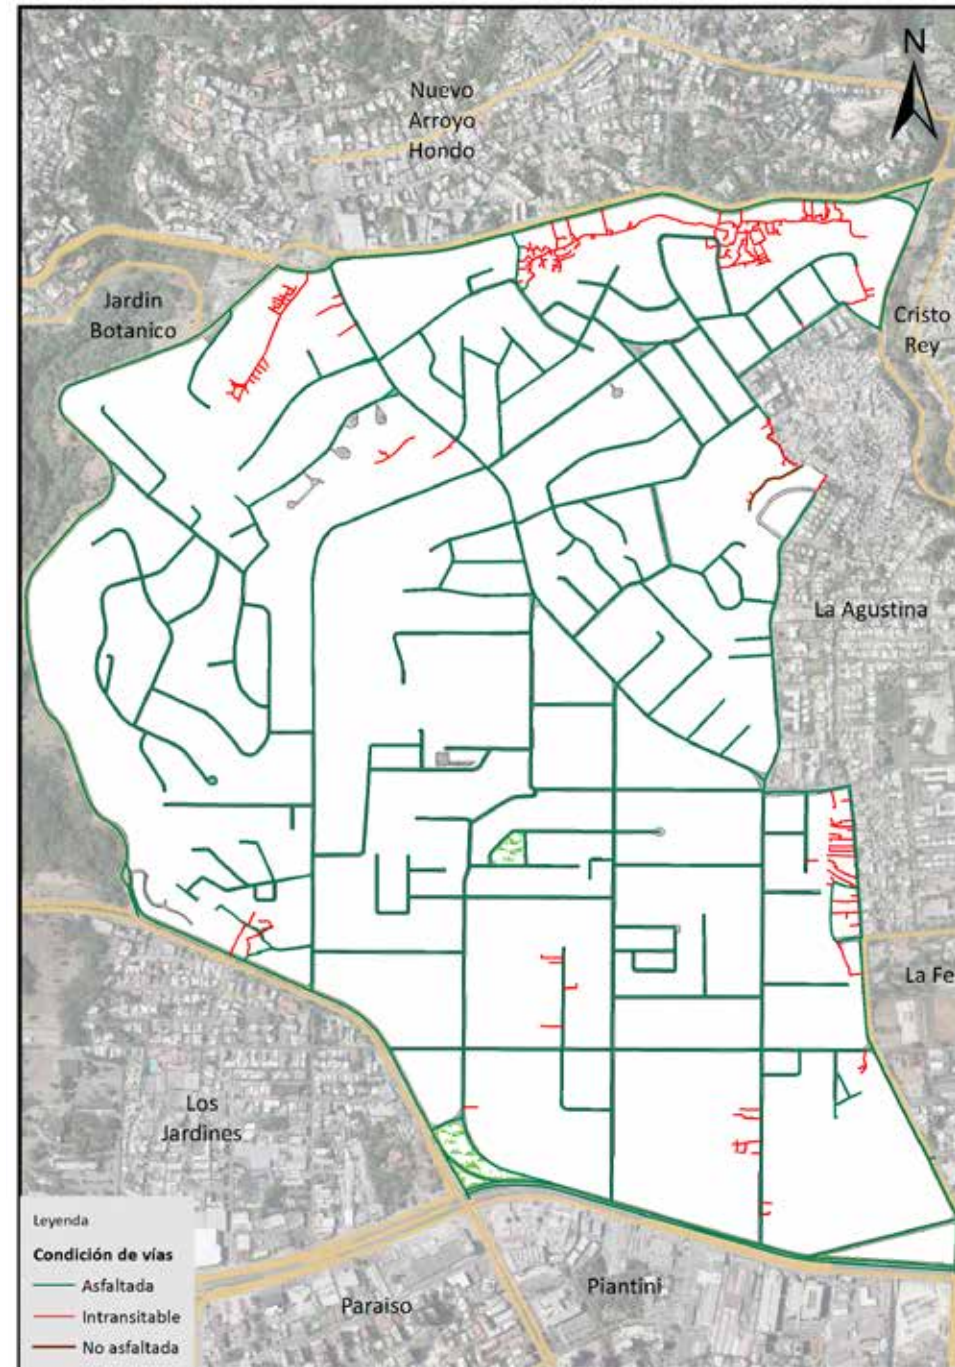 N
Nuevo
Arroyo
Hondo
Jardin
Botanico
Cristo
Rey
La Agustina
La Fe
Los
Jardines
Leyenda
Condición de vías
Asfaltada
Intransitable
No asfaltada
Paraiso
Piantini